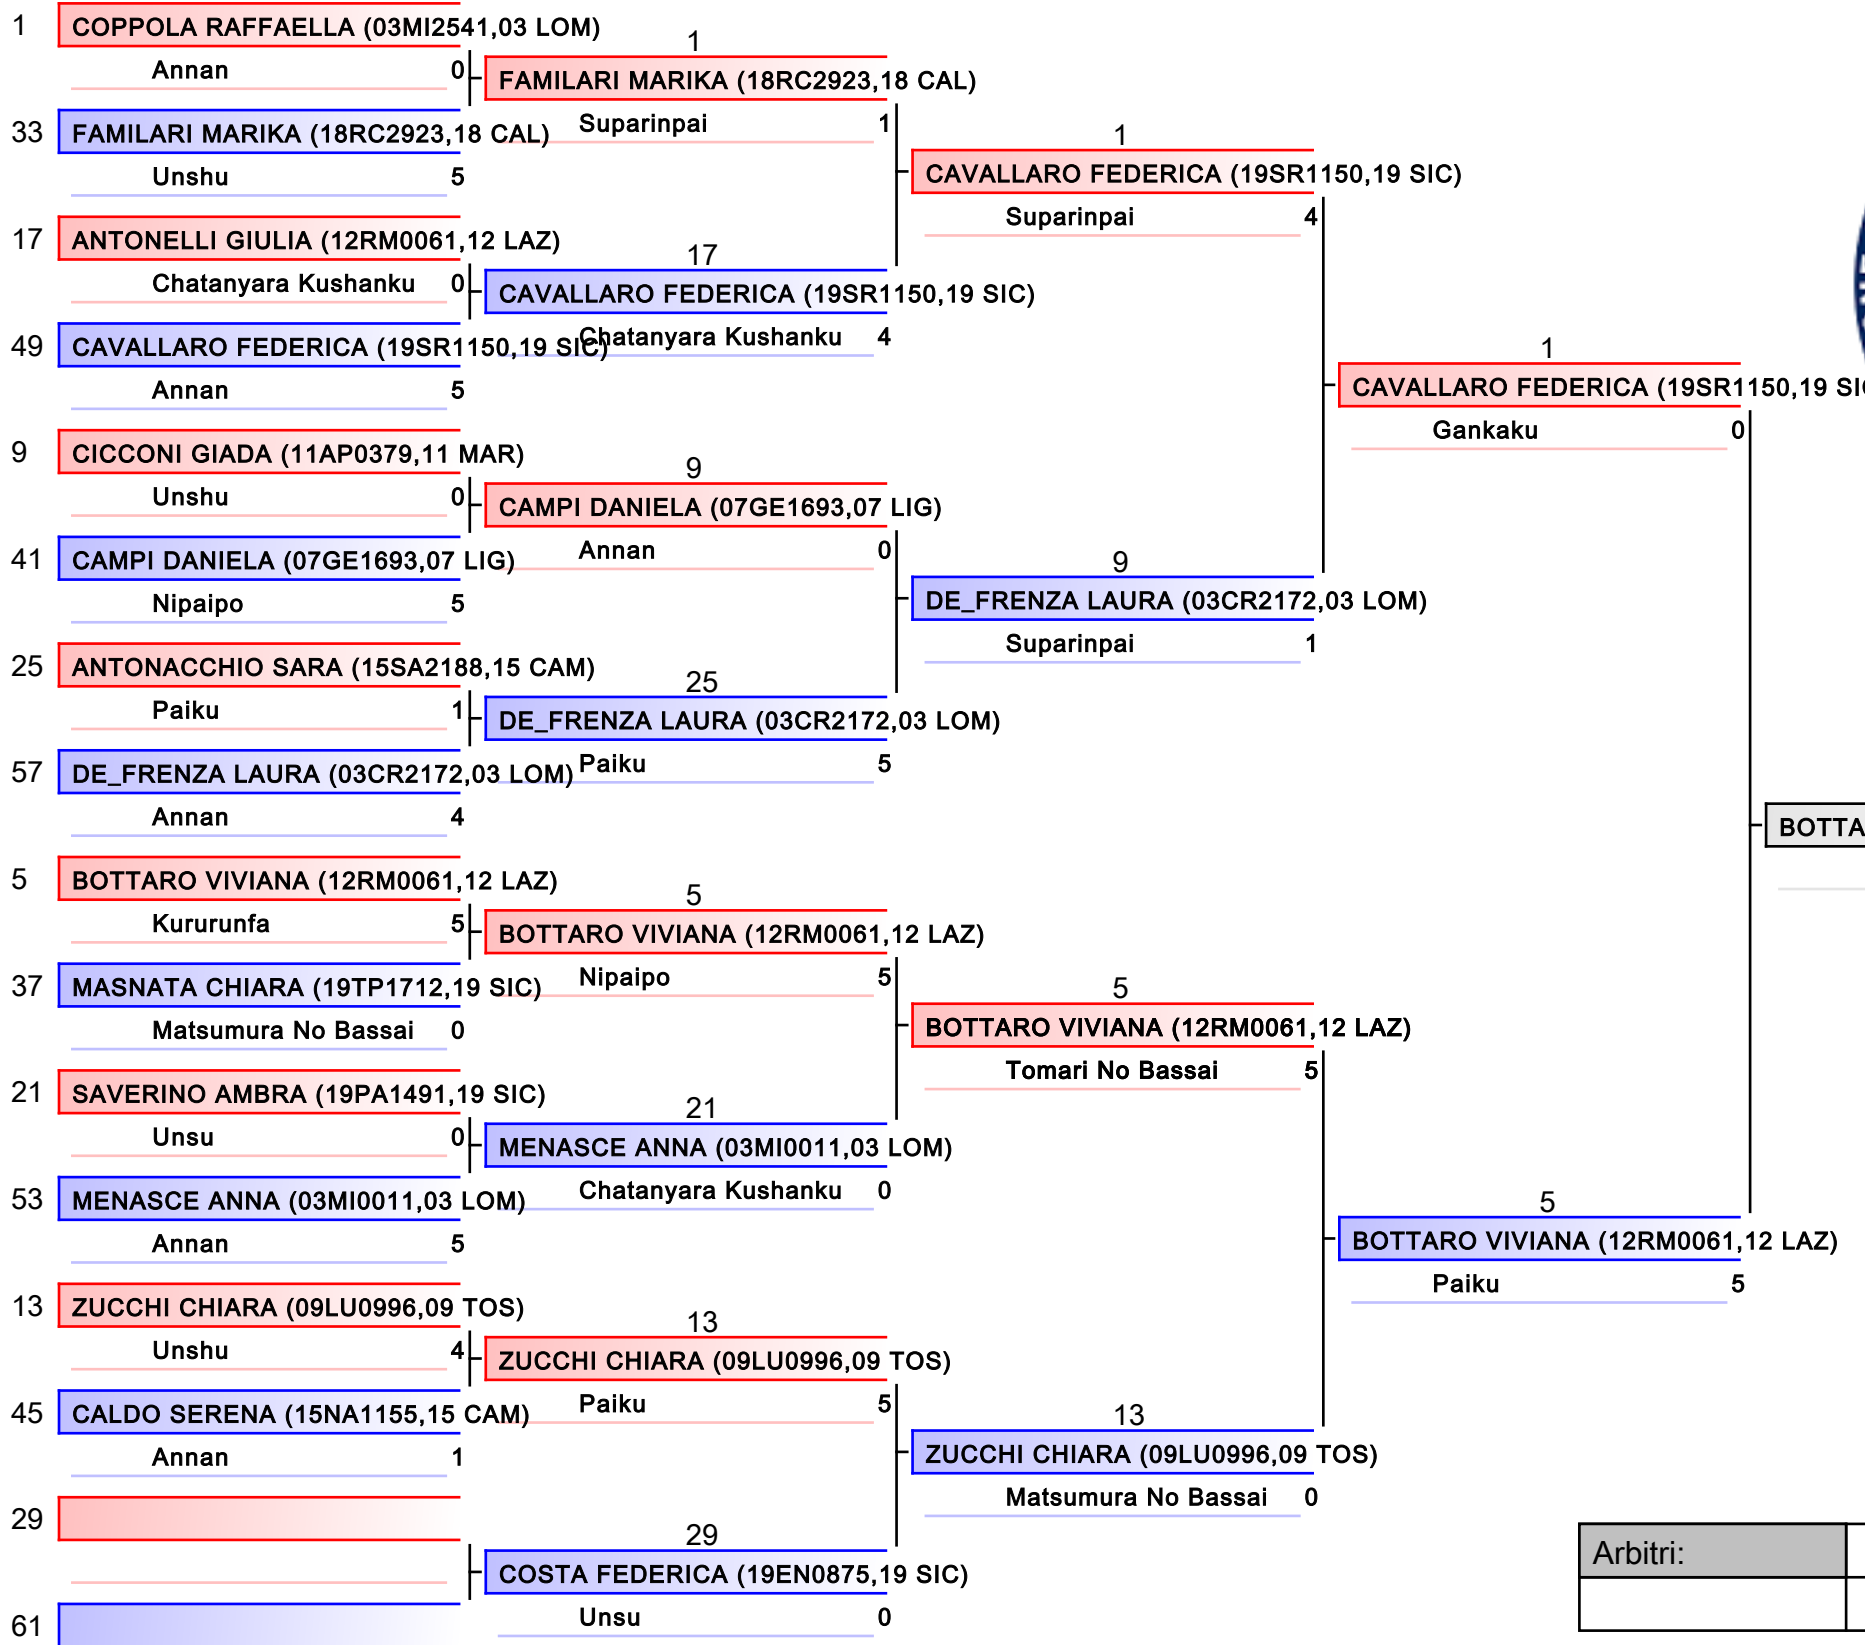 1 COPPOLA RAFFAELLA (03MI2541,03 LOM)
Annan 0
33 FAMILARI MARIKA (18RC2923,18 CAL)
Unshu 5
17 ANTONELLI GIULIA (12RM0061,12 LAZ)
Chatanyara Kushanku 0
49 CAVALLARO FEDERICA (19SR1150,19 SIC)
Annan 5
9 CICCONI GIADA (11AP0379,11 MAR)
Unshu 0
41 CAMPI DANIELA (07GE1693,07 LIG)
Nipaipo 5
25 ANTONACCHIO SARA (15SA2188,15 CAM)
Paiku 1
57 DE_FRENZA LAURA (03CR2172,03 LOM)
Annan 4
5 BOTTARO VIVIANA (12RM0061,12 LAZ)
Kururunfa 5
37 MASNATA CHIARA (19TP1712,19 SIC)
Matsumura No Bassai 0
21 SAVERINO AMBRA (19PA1491,19 SIC)
Unsu 0
53 MENASCE ANNA (03MI0011,03 LOM)
Annan 5
13 ZUCCHI CHIARA (09LU0996,09 TOS)
Unshu 4
45 CALDO SERENA (15NA1155,15 CAM)
Annan 1
29
61
1
FAMILARI MARIKA (18RC2923,18 CAL)
Suparinpai 1
17
CAVALLARO FEDERICA (19SR1150,19 SIC)
Chatanyara Kushanku 4
9
CAMPI DANIELA (07GE1693,07 LIG)
Annan 0
25
DE_FRENZA LAURA (03CR2172,03 LOM)
Paiku 5
5
BOTTARO VIVIANA (12RM0061,12 LAZ)
Nipaipo 5
21
MENASCE ANNA (03MI0011,03 LOM)
Chatanyara Kushanku 0
13
ZUCCHI CHIARA (09LU0996,09 TOS)
Paiku 5
29
COSTA FEDERICA (19EN0875,19 SIC)
Unsu 0
1
CAVALLARO FEDERICA (19SR1150,19 SIC)
Suparinpai 4
9
DE_FRENZA LAURA (03CR2172,03 LOM)
Suparinpai 1
5
BOTTARO VIVIANA (12RM0061,12 LAZ)
Tomari No Bassai 5
13
ZUCCHI CHIARA (09LU0996,09 TOS)
Matsumura No Bassai 0
1
CAVALLARO FEDERICA (19SR1150,19
Gankaku 0
5
BOTTARO VIVIANA (12RM0061,12 LAZ)
Paiku 5
BOTTA
Arbitri: